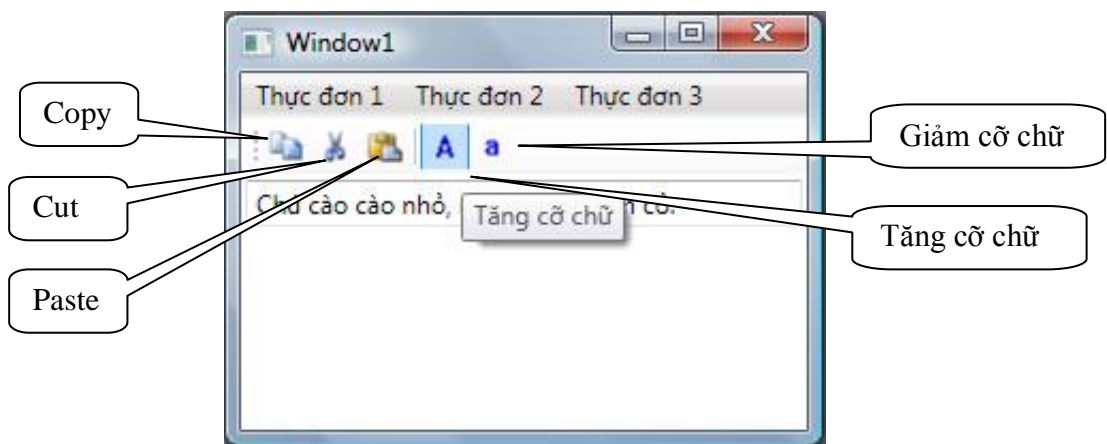 Window1
Thực đơn 1 Thực đơn 2 Thực đơn 3
Copy
A a
Giảm cỡ chữ
Cut
Chú cào cào nhỏ,
Tăng cỡ chữ
cỏ.
Tăng cỡ chữ
Paste